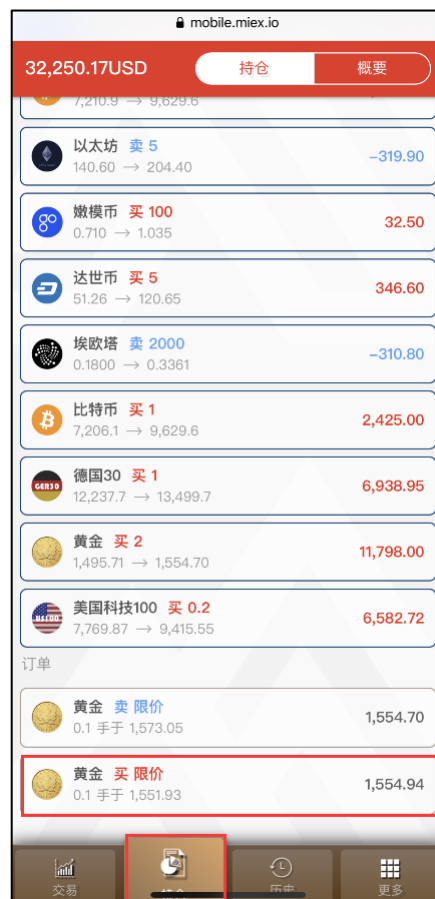 mobile.miex.io
32,250.17USD 持仓 概要
7,210.9 → 9,629.6
以太坊 卖 5
140.60 → 204.40
-319.90
嫩模币 买 100
0.710 → 1.035
32.50
达世币 买 5
51.26 → 120.65
346.60
埃欧塔 卖 2000
0.1800 → 0.3361
-310.80
比特币 买 1
7,206.1 → 9,629.6
2,425.00
GER30
德国30 买 1
12,237.7 → 13,499.7
6,938.95
黄金 买 2
1,495.71 → 1,554.70
11,798.00
美国科技100 买 0.2
7,769.87 → 9,415.55
6,582.72
订单
黄金 卖 限价
0.1 手于 1,573.05
1,554.70
黄金 买 限价
0.1 手于 1,551.93
1,554.94
交易 历史 更多